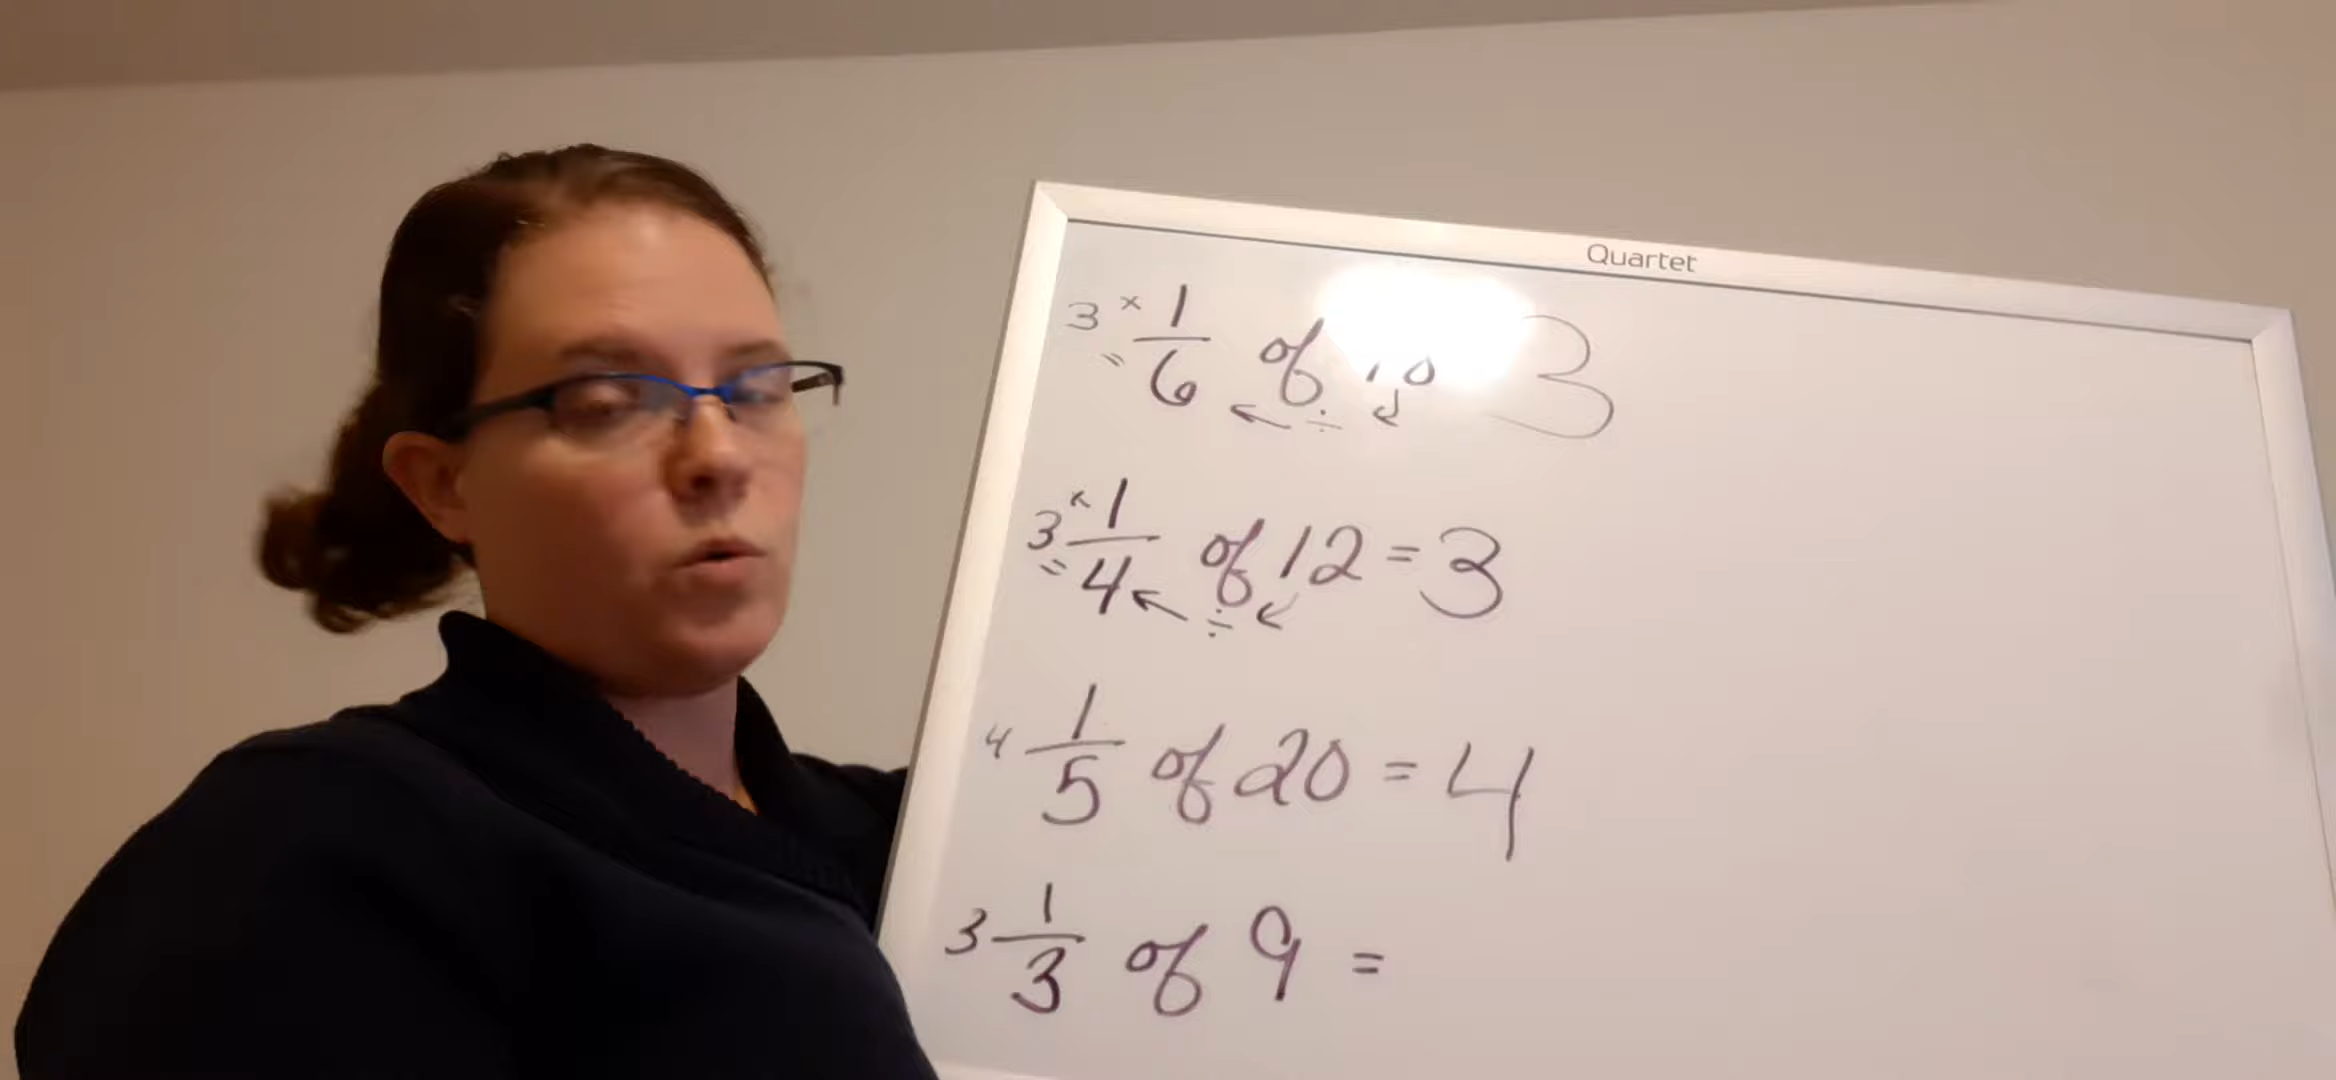 Quartet
3 × 1/6 of 18 3
= ← ÷ ↙
3 × 1/4 of 12 = 3
= ← ÷ ↙
4 1/5 of 20 = 4
3 1/3 of 9 =